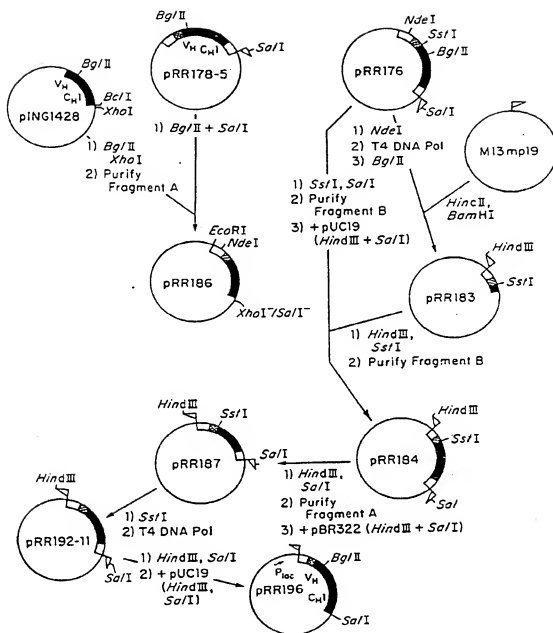 BglII
VH CH1
BclI
XhoI
pING1428
1) BglII
XhoI
2) Purify
Fragment A
BglII
VH CH1
SalI
pRR178-5
1) BglII + SalI
EcoRI
NdeI
pRR186
XhoI⁻/SalI⁻
NdeI
SstI
BglII
pRR176
SalI
1) NdeI
2) T4 DNA Pol
3) BglII
1) SstI, SalI
2) Purify
Fragment B
3) +pUC19
(HindIII + SalI)
M13mp19
HincII,
BamHI
HindIII
SstI
pRR183
1) HindIII,
SstI
2) Purify Fragment B
HindIII
SstI
pRR184
Sal
1) HindIII,
SalI
2) Purify
Fragment A
3) +pBR322 (HindIII + SalI)
HindIII
SstI
pRR187
SalI
1) SstI
2) T4 DNA Pol
HindIII
pRR192-11
SalI
1) HindIII, SalI
2) +pUC19
(HindIII,
SalI)
Plac
BglII
VH
CH1
pRR196
SalI